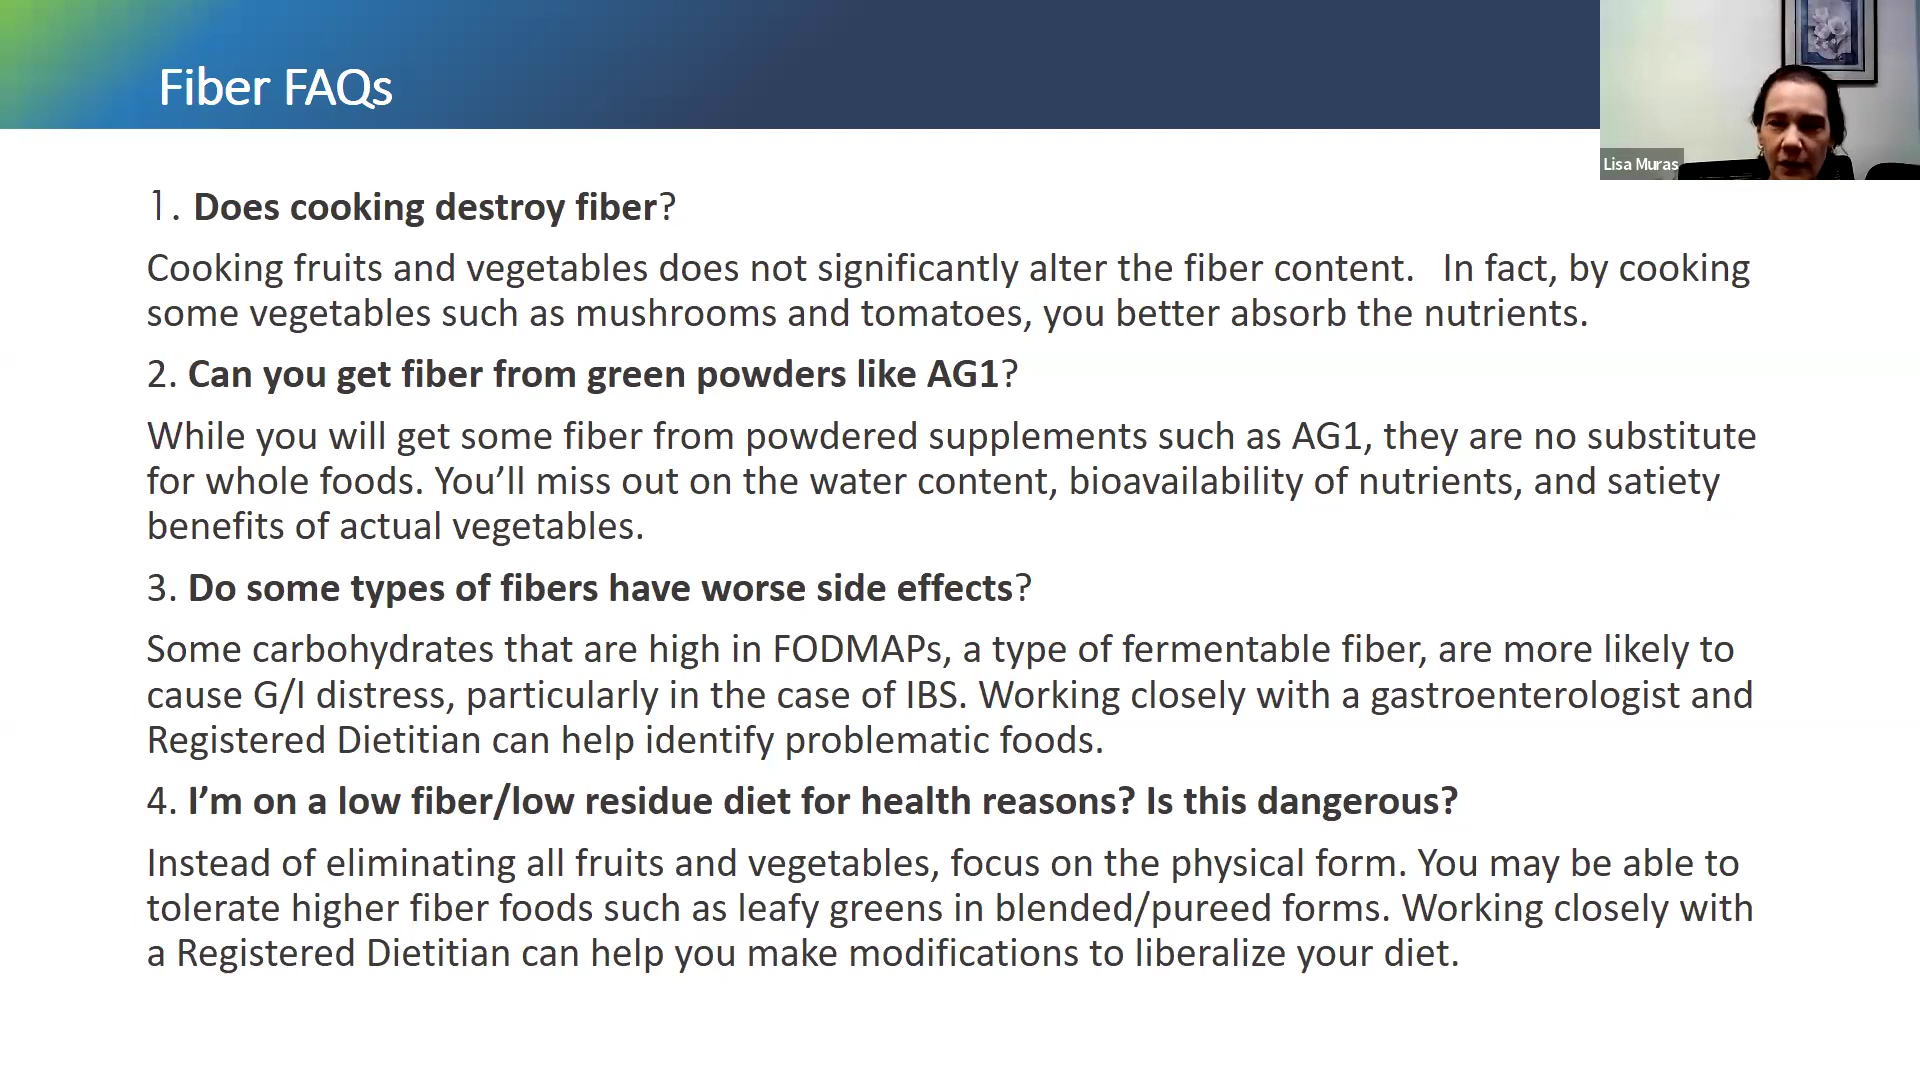 Fiber FAQs
Lisa Muras
1. Does cooking destroy fiber?
Cooking fruits and vegetables does not significantly alter the fiber content.   In fact, by cooking
some vegetables such as mushrooms and tomatoes, you better absorb the nutrients.
2. Can you get fiber from green powders like AG1?
While you will get some fiber from powdered supplements such as AG1, they are no substitute
for whole foods. You’ll miss out on the water content, bioavailability of nutrients, and satiety
benefits of actual vegetables.
3. Do some types of fibers have worse side effects?
Some carbohydrates that are high in FODMAPs, a type of fermentable fiber, are more likely to
cause G/I distress, particularly in the case of IBS. Working closely with a gastroenterologist and
Registered Dietitian can help identify problematic foods.
4. I’m on a low fiber/low residue diet for health reasons? Is this dangerous?
Instead of eliminating all fruits and vegetables, focus on the physical form. You may be able to
tolerate higher fiber foods such as leafy greens in blended/pureed forms. Working closely with
a Registered Dietitian can help you make modifications to liberalize your diet.